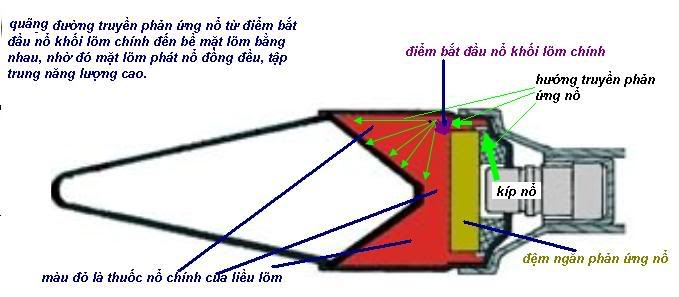 quãng đường truyền phản ứng nổ từ điểm bắt
đầu nổ khối lõm chính đến bề mặt lõm bằng
nhau, nhờ đó mặt lõm phát nổ đồng đều, tập
trung năng lượng cao.
điểm bắt đầu nổ khối lõm chính
hướng truyền phản
ứng nổ
kíp nổ
đệm ngăn phản ứng nổ
màu đỏ là thuốc nổ chính của liều lõm